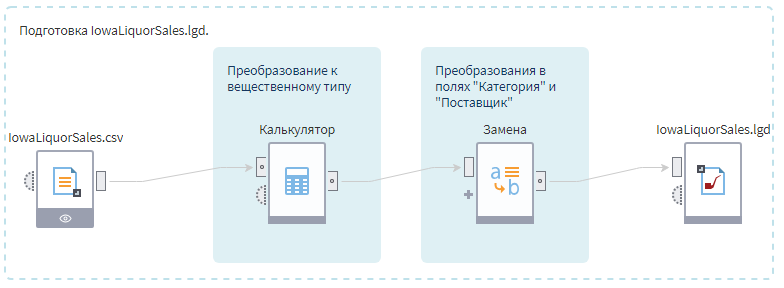 Подготовка IowaLiquorSales.lgd.
Преобразование к
вещественному типу
Преобразования в
полях "Категория" и
"Поставщик"
IowaLiquorSales.csv
Калькулятор
Замена
IowaLiquorSales.lgd
a
b